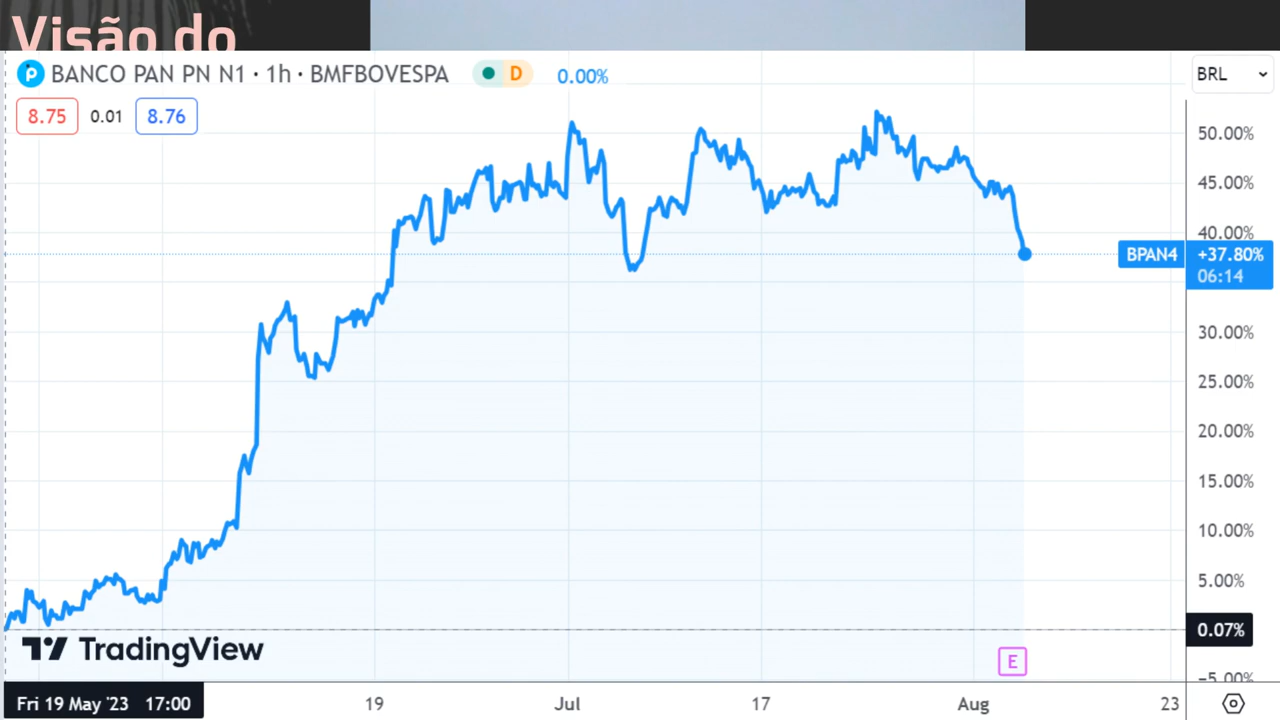 Visão do
BANCO PAN PN N1 · 1h · BMFBOVESPA
D
0.00%
BRL
8.75
0.01
8.76
50.00%
45.00%
40.00%
BPAN4
+37.80%
06:14
30.00%
25.00%
20.00%
15.00%
10.00%
5.00%
0.07%
TradingView
E
-5.00%
Fri 19 May '23 17:00
19
Jul
17
Aug
23